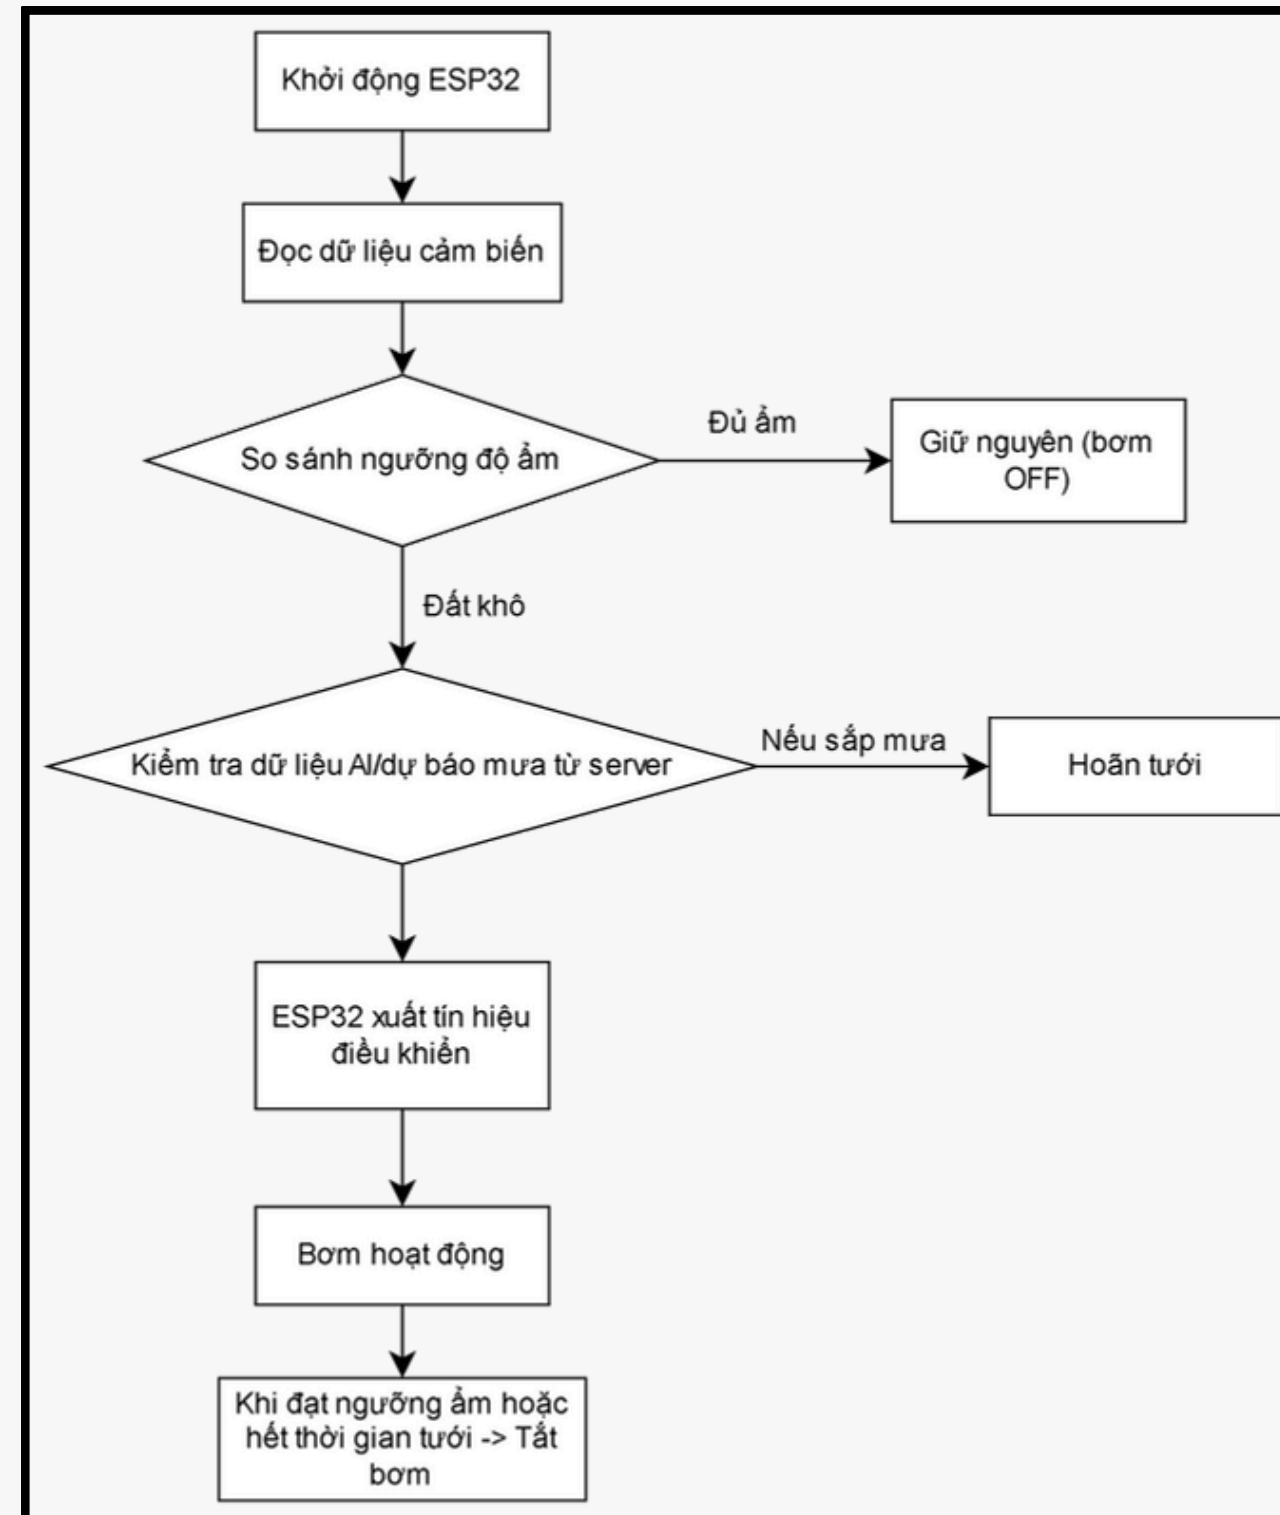 Khởi động ESP32
Đọc dữ liệu cảm biến
So sánh ngưỡng độ ẩm
Đủ ẩm
Giữ nguyên (bơm
OFF)
Đất khô
Kiểm tra dữ liệu AI/dự báo mưa từ server
Nếu sắp mưa
Hoãn tưới
ESP32 xuất tín hiệu
điều khiển
Bơm hoạt động
Khi đạt ngưỡng ẩm hoặc
hết thời gian tưới -> Tắt
bơm